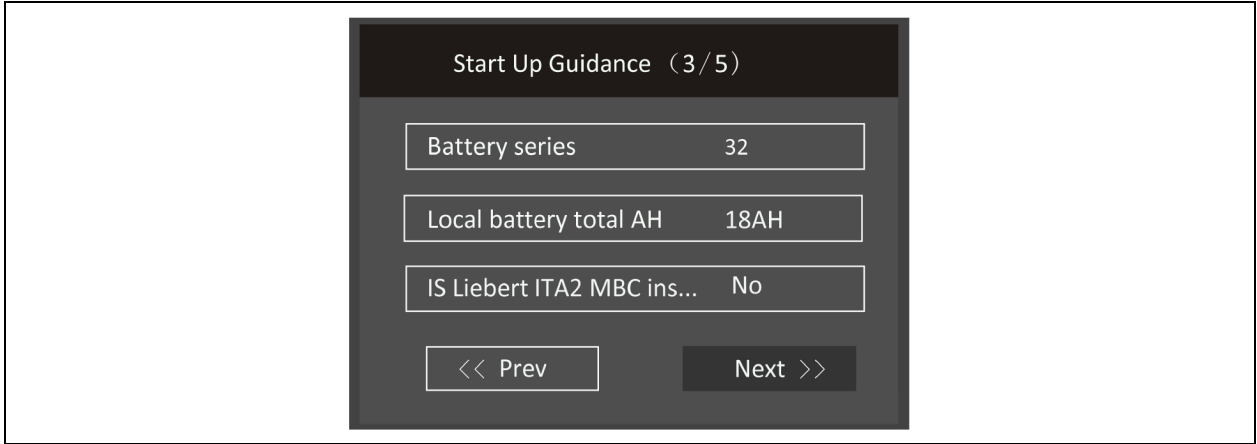 Start Up Guidance （3/5）
Battery series 32
Local battery total AH 18AH
IS Liebert ITA2 MBC ins... No
<< Prev Next >>